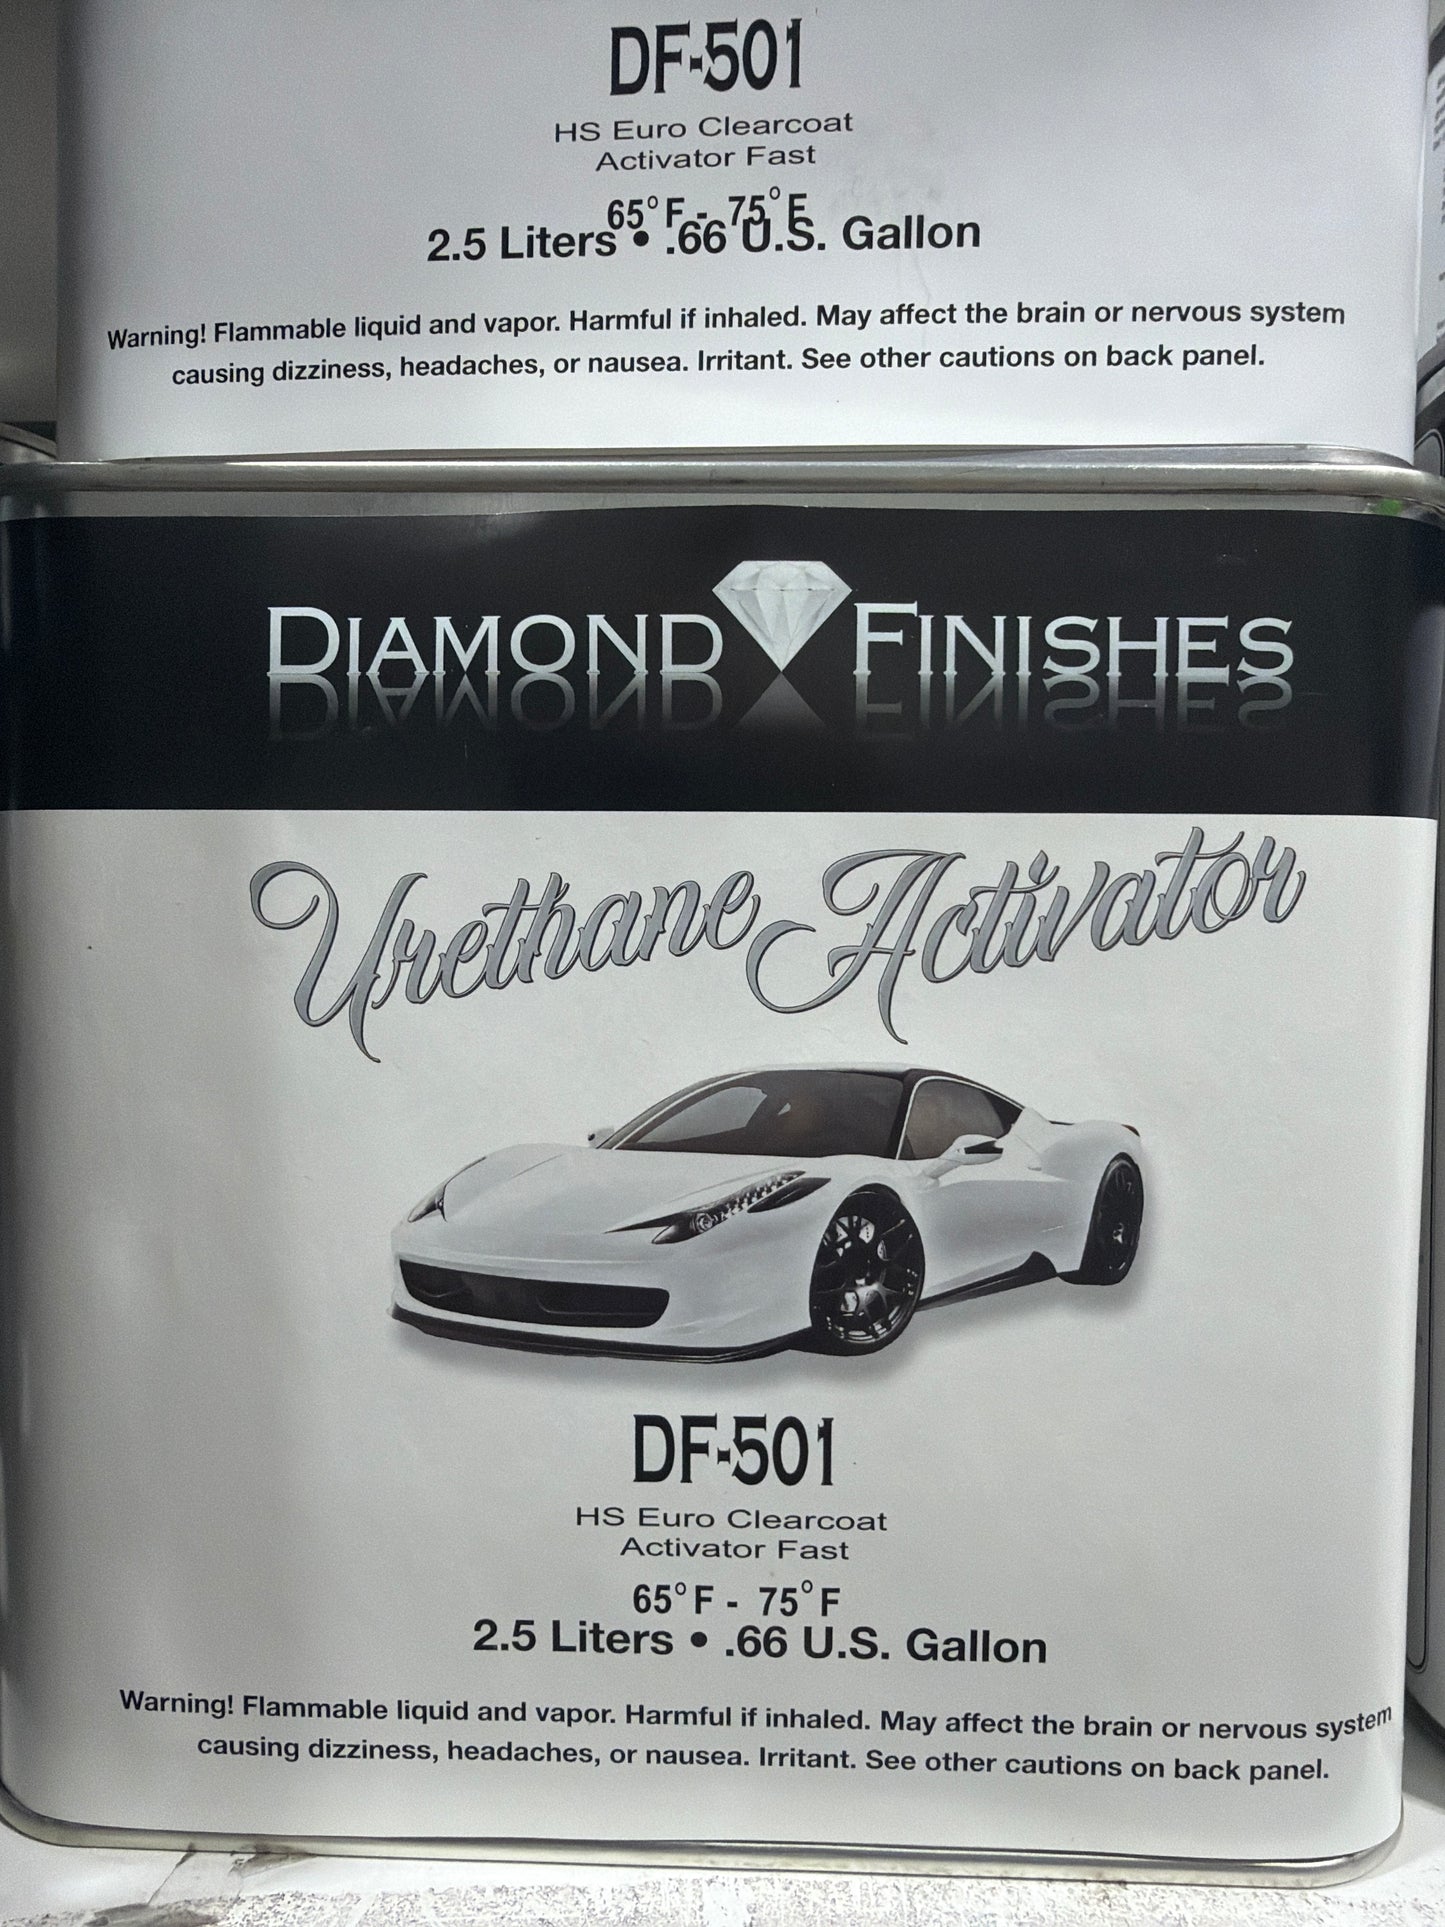 DF-501
HS Euro Clearcoat
Activator Fast
65°F - 75°F
2.5 Liters • .66 U.S. Gallon
Warning! Flammable liquid and vapor. Harmful if inhaled. May affect the brain or nervous system
causing dizziness, headaches, or nausea. Irritant. See other cautions on back panel.
DIAMOND FINISHES
Urethane Activator
DF-501
HS Euro Clearcoat
Activator Fast
65°F - 75°F
2.5 Liters • .66 U.S. Gallon
Warning! Flammable liquid and vapor. Harmful if inhaled. May affect the brain or nervous system
causing dizziness, headaches, or nausea. Irritant. See other cautions on back panel.